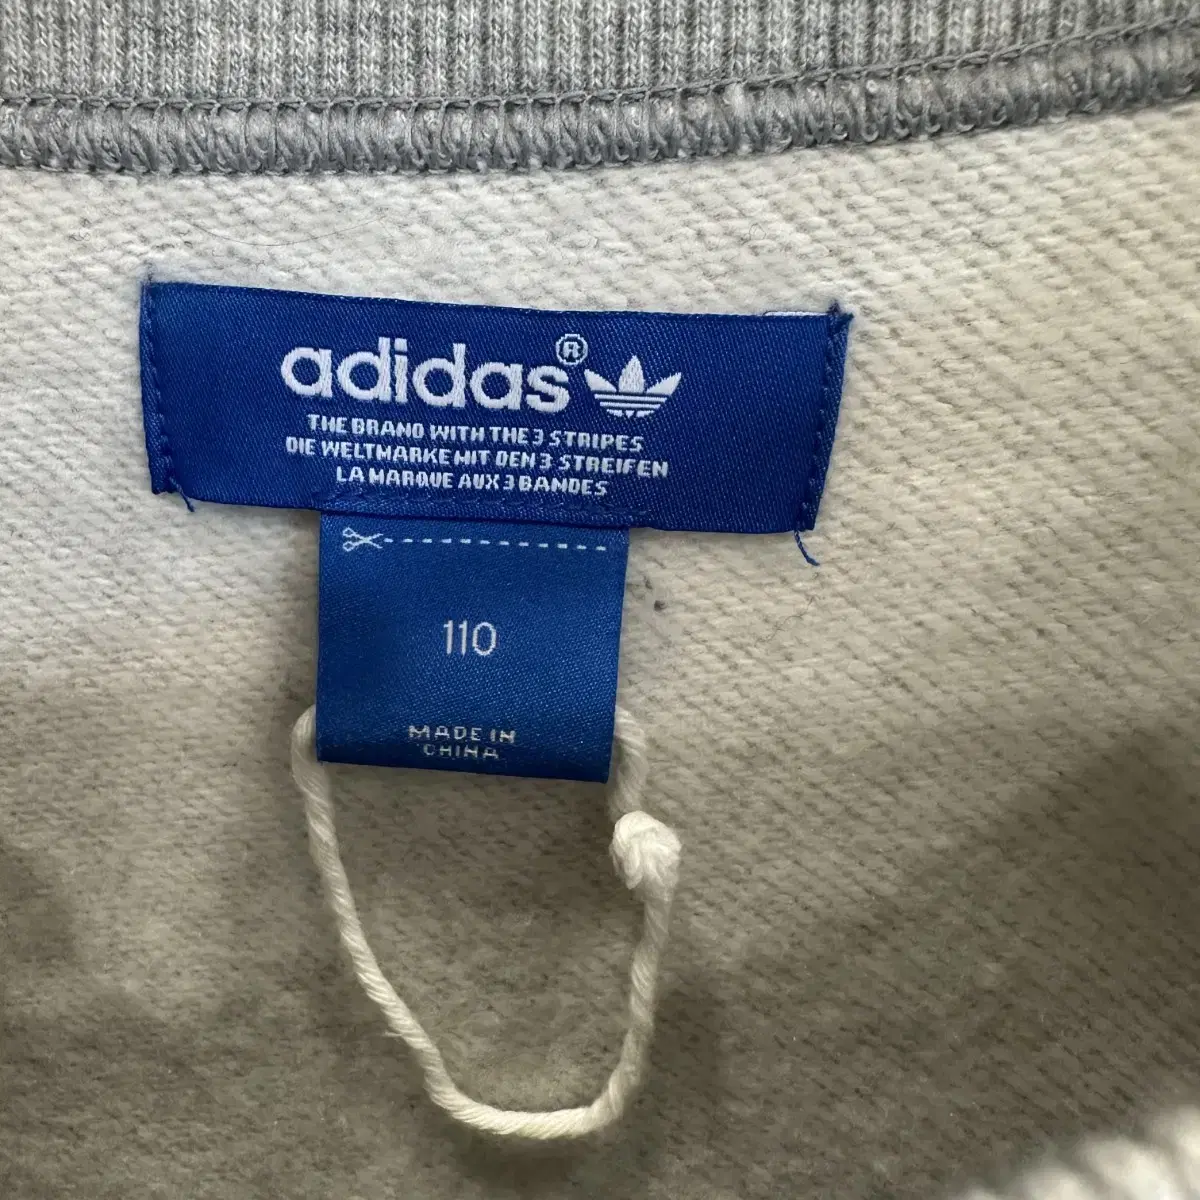 adidas®
THE BRAND WITH THE 3 STRIPES
DIE WELTMARKE MIT DEN 3 STREIFEN
LA MARQUE AUX 3 BANDES
110
MADE IN
CHINA